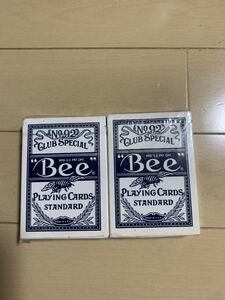 No.92
CLUB SPECIAL
"Bee"
PLAYING CARDS
STANDARD
No.92
CLUB SPECIAL
"Bee"
PLAYING CARDS
STANDARD